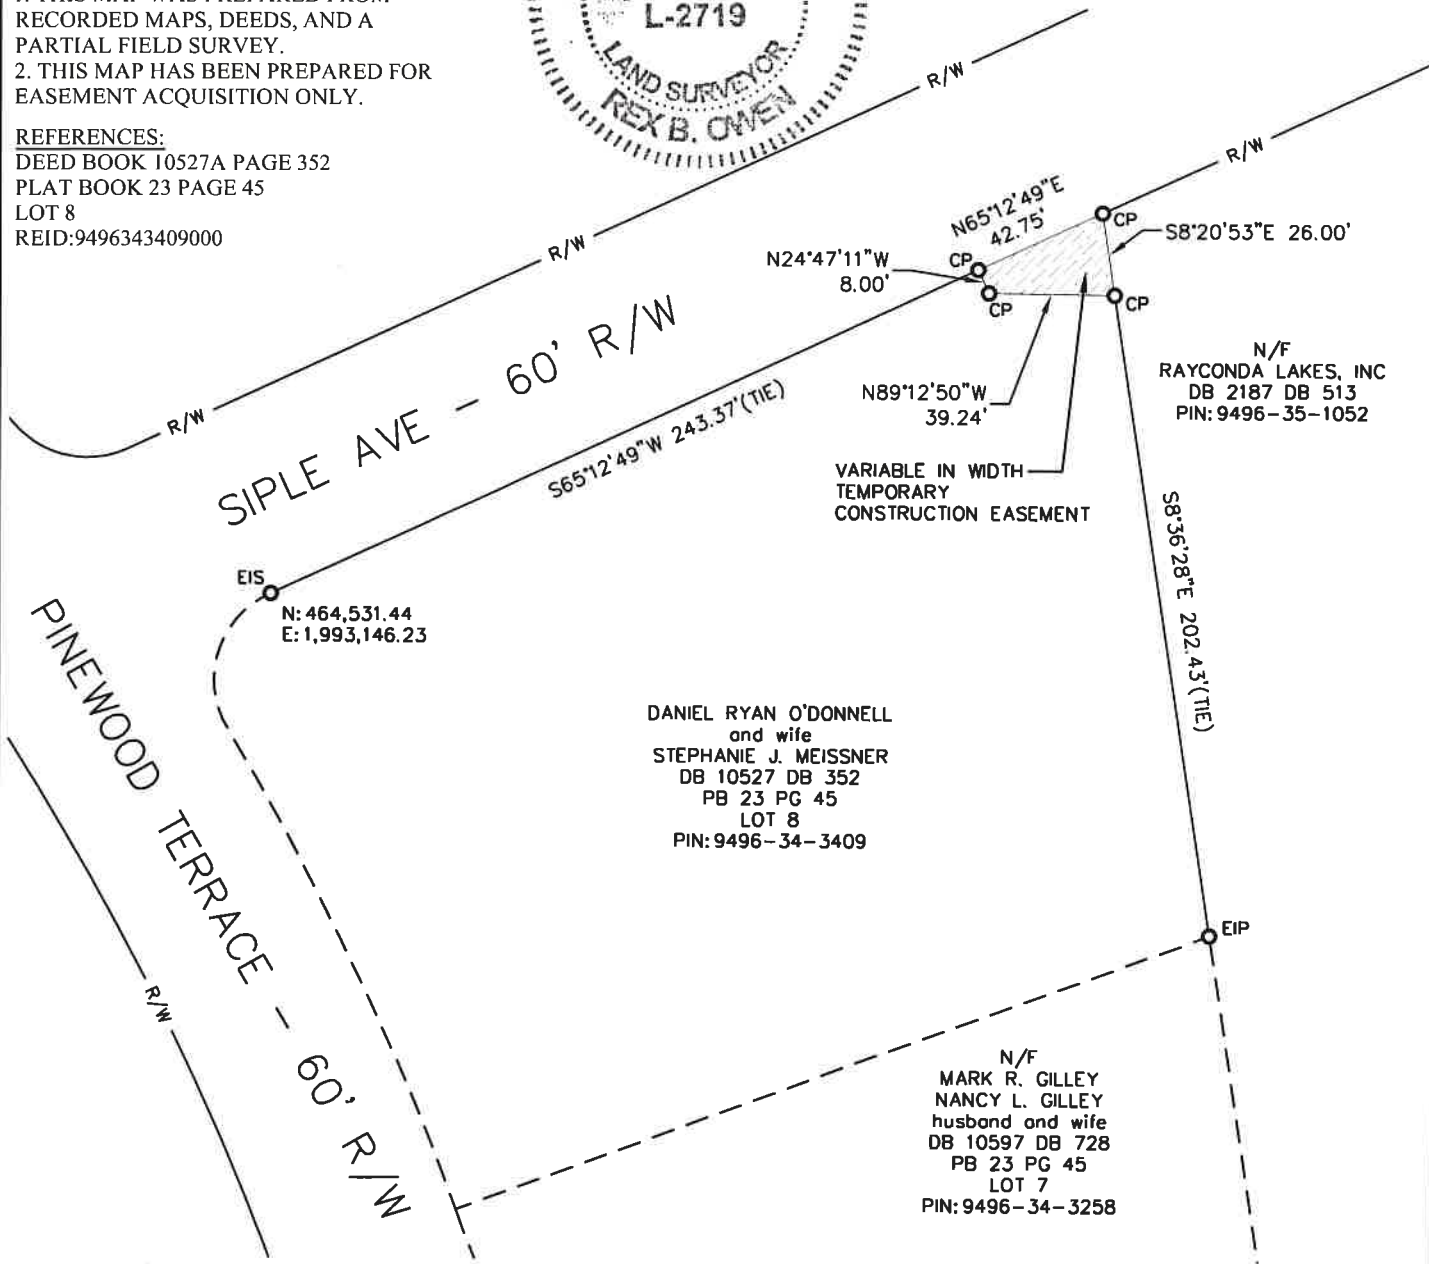 1. THIS MAP WAS PREPARED FROM
RECORDED MAPS, DEEDS, AND A
PARTIAL FIELD SURVEY.
2. THIS MAP HAS BEEN PREPARED FOR
EASEMENT ACQUISITION ONLY.
REFERENCES:
DEED BOOK 10527A PAGE 352
PLAT BOOK 23 PAGE 45
LOT 8
REID:9496343409000
L-2719
LAND SURVEYOR
REX B. OWEN
R/W
R/W
R/W
R/W
N65°12'49"E
42.75'
CP
S8°20'53"E 26.00'
N24°47'11"W
8.00'
CP
CP
CP
SIPLE AVE - 60' R/W
N/F
RAYCONDA LAKES, INC
DB 2187 DB 513
PIN:9496-35-1052
N89°12'50"W
39.24'
S65°12'49"W 243.37'(TIE)
VARIABLE IN WIDTH
TEMPORARY
CONSTRUCTION EASEMENT
S8°36'28"E 202.43'(TIE)
EIS
N:464,531.44
E:1,993,146.23
PINEWOOD TERRACE - 60' R/W
DANIEL RYAN O'DONNELL
and wife
STEPHANIE J. MEISSNER
DB 10527 DB 352
PB 23 PG 45
LOT 8
PIN:9496-34-3409
EIP
R/W
N/F
MARK R. GILLEY
NANCY L. GILLEY
husband and wife
DB 10597 DB 728
PB 23 PG 45
LOT 7
PIN:9496-34-3258